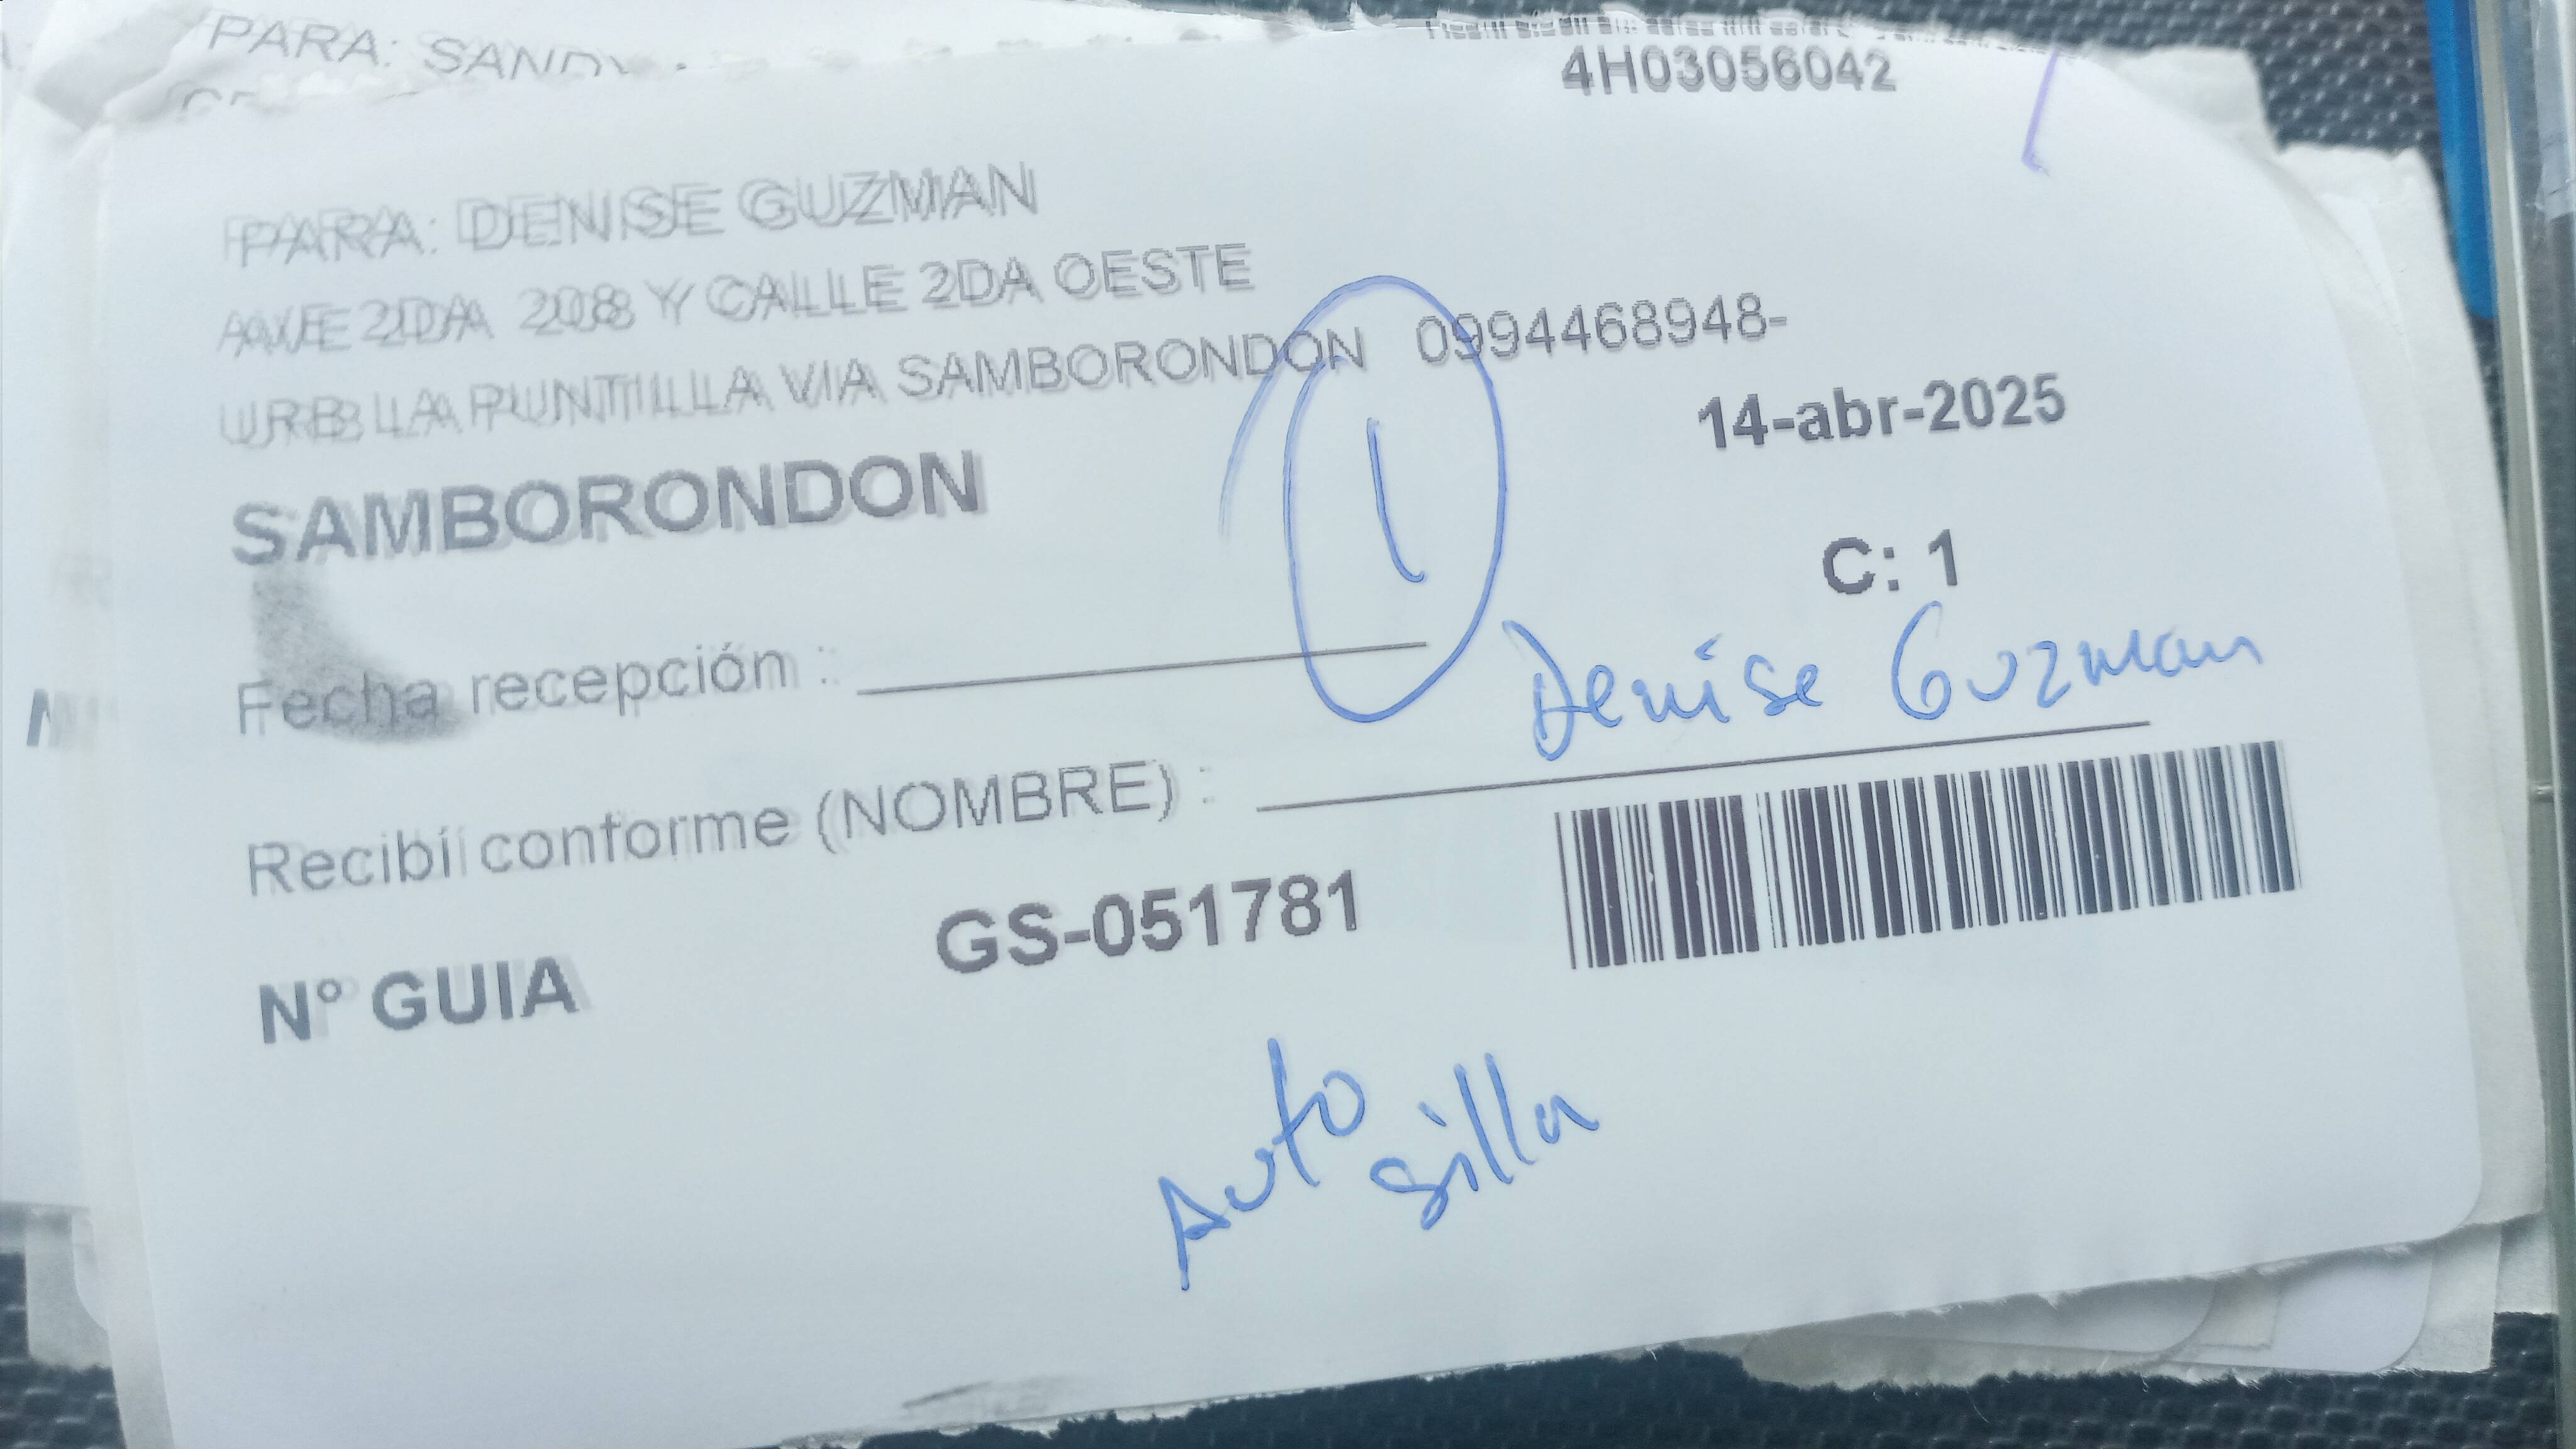 PARA: SANDY
4H03056042
PARA: DENISE GUZMAN
AVE 2DA 208 Y CALLE 2DA OESTE
URB LA PUNTILLA VIA SAMBORONDON 0994468948-
14-abr-2025
SAMBORONDON
1
C: 1
Fecha recepción :
Denise Guzman
Recibí conforme (NOMBRE) :
Nº GUIA GS-051781
Auto
silla